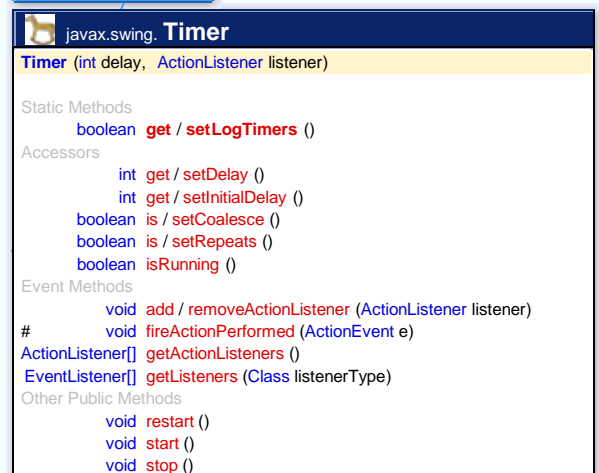 javax.swing. Timer
Timer (int delay, ActionListener listener)
Static Methods
boolean get / setLogTimers ()
Accessors
int get / setDelay ()
int get / setInitialDelay ()
boolean is / setCoalesce ()
boolean is / setRepeats ()
boolean isRunning ()
Event Methods
void add / removeActionListener (ActionListener listener)
# void fireActionPerformed (ActionEvent e)
ActionListener[] getActionListeners ()
EventListener[] getListeners (Class listenerType)
Other Public Methods
void restart ()
void start ()
void stop ()